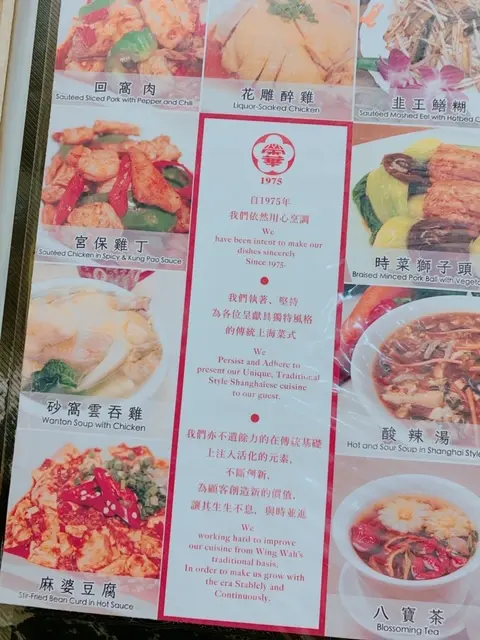 回窩肉
Sautéed Sliced Pork with Pepper and Chili
花雕醉雞
Liquor-Soaked Chicken
韭王鱔糊
Sautéed Mashed Eel with Hotbed C
宮保雞丁
Sautéed Chicken in Spicy & Kung Pao Sauce
砂窩雲吞雞
Wonton Soup with Chicken
麻婆豆腐
Stir-Fried Bean Curd in Hot Sauce
榮華
1975
自1975年
我們依然用心烹調
We
have been intent to make our
dishes sincerely
Since 1975.
我們執著、堅持
為各位呈獻具獨特風格
的傳統上海菜式
We
Persist and Adhere to
present our Unique, Traditional
Style Shanghaiese cuisine
to our guest.
我們亦不遺餘力的在傳統基礎
上注入活化的元素,
不斷創新,
為顧客創造新的價值,
讓其生生不息,與時並進
We
working hard to improve
our cuisine from Wing Wah's
traditional basis,
In order to make us grow with
the era Stablely and
Continuously.
時菜獅子頭
Braised Minced Pork Ball with Vegeta
酸辣湯
Hot and Sour Soup in Shanghai Style
八寶茶
Blossoming Tea